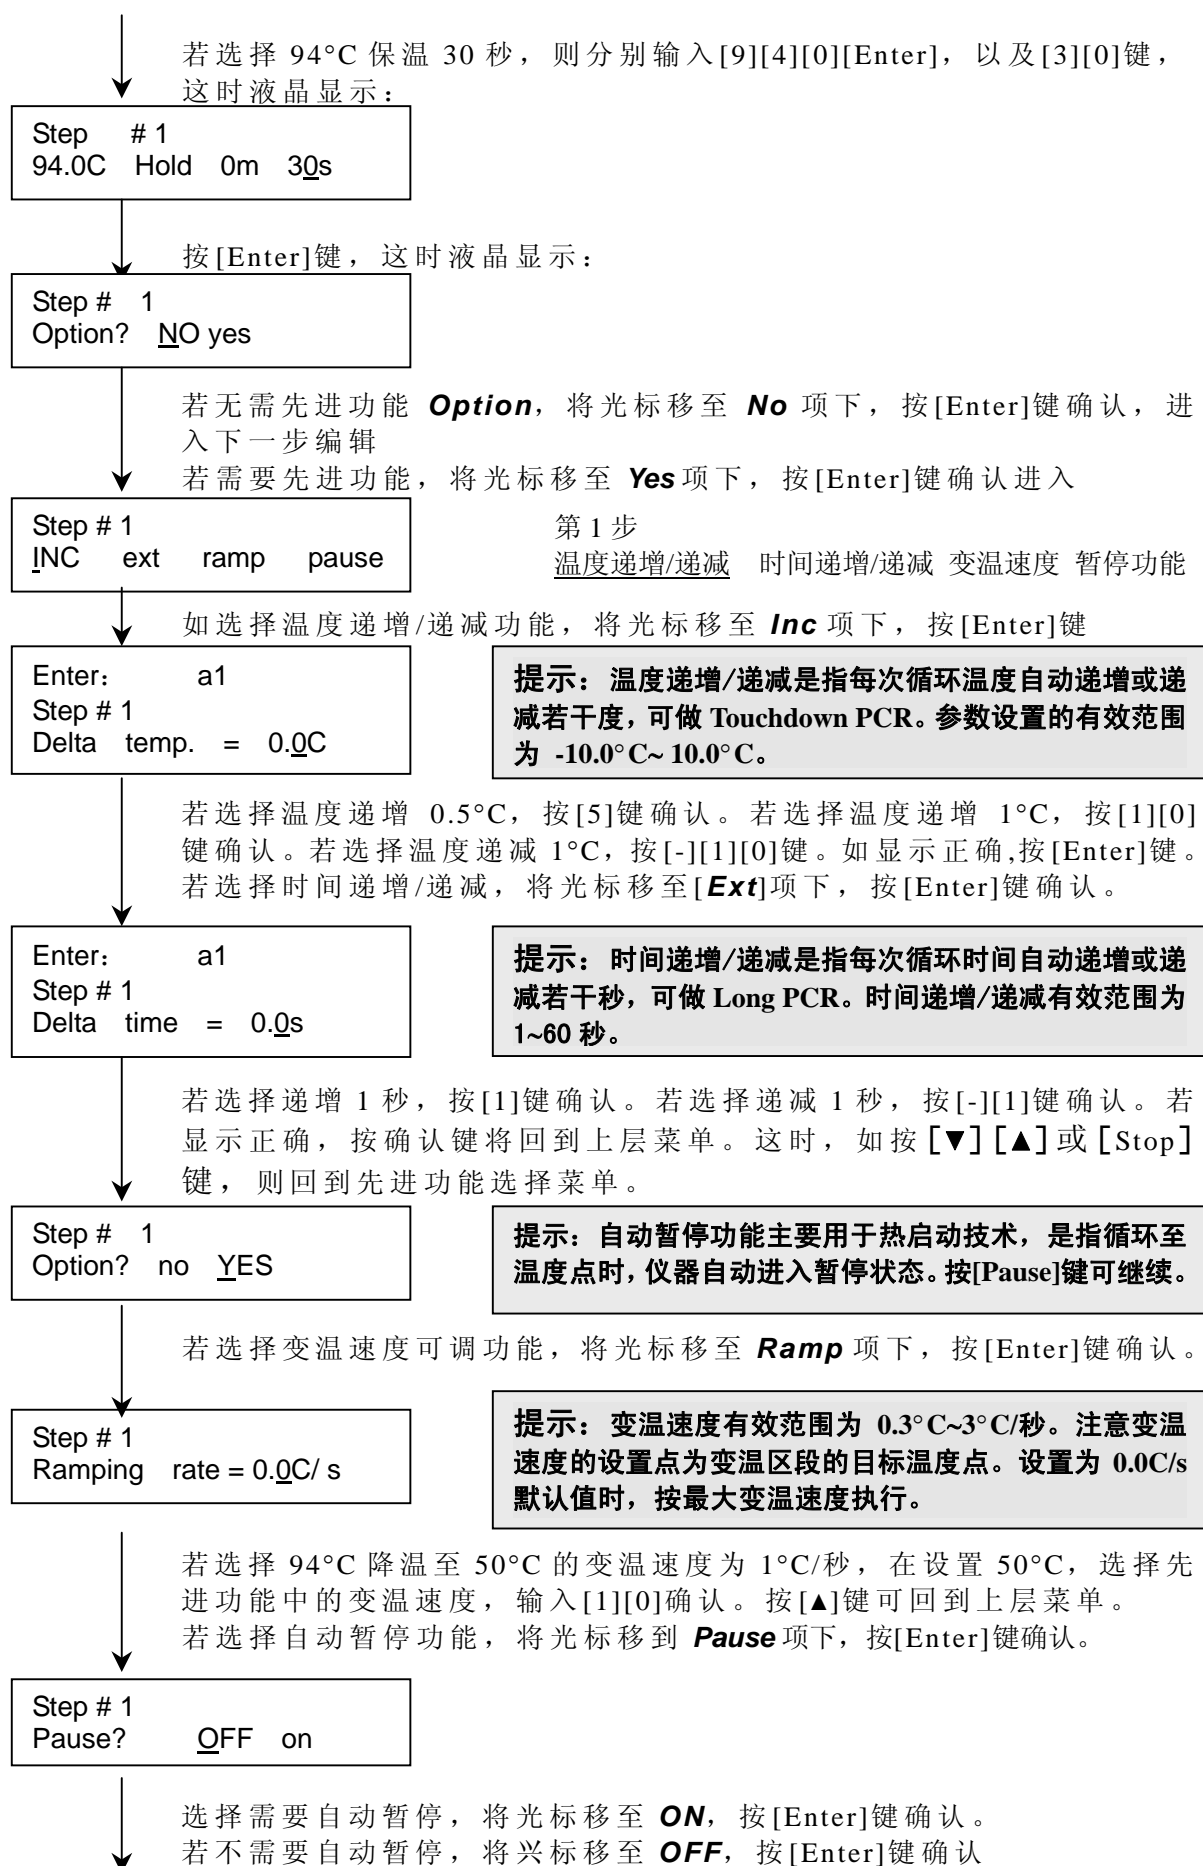 若选择 94°C 保温 30 秒，则分别输入[9][4][0][Enter]，以及[3][0]键，
这时液晶显示：
Step # 1
94.0C Hold 0m 30s
按[Enter]键，这时液晶显示：
Step # 1
Option? NO yes
若无需先进功能 Option，将光标移至 No 项下，按[Enter]键确认，进
入下一步编辑
若需要先进功能，将光标移至 Yes 项下，按[Enter]键确认进入
Step # 1
INC ext ramp pause
第 1 步
温度递增/递减 时间递增/递减 变温速度 暂停功能
如选择温度递增/递减功能，将光标移至 Inc 项下，按[Enter]键
Enter： a1
Step # 1
Delta temp. = 0.0C
提示：温度递增/递减是指每次循环温度自动递增或递
减若干度，可做 Touchdown PCR。参数设置的有效范围
为 -10.0°C~ 10.0°C。
若选择温度递增 0.5°C，按[5]键确认。若选择温度递增 1°C，按[1][0]
键确认。若选择温度递减 1°C，按[-][1][0]键。如显示正确,按[Enter]键。
若选择时间递增/递减，将光标移至[Ext]项下，按[Enter]键确认。
Enter： a1
Step # 1
Delta time = 0.0s
提示：时间递增/递减是指每次循环时间自动递增或递
减若干秒，可做 Long PCR。时间递增/递减有效范围为
1~60 秒。
若选择递增 1 秒，按[1]键确认。若选择递减 1 秒，按[-][1]键确认。若
显示正确，按确认键将回到上层菜单。这时，如按[▼][▲]或[Stop]
键，则回到先进功能选择菜单。
Step # 1
Option? no YES
提示：自动暂停功能主要用于热启动技术，是指循环至
温度点时，仪器自动进入暂停状态。按[Pause]键可继续。
若选择变温速度可调功能，将光标移至 Ramp 项下，按[Enter]键确认。
Step # 1
Ramping rate = 0.0C/ s
提示：变温速度有效范围为 0.3°C~3°C/秒。注意变温
速度的设置点为变温区段的目标温度点。设置为 0.0C/s
默认值时，按最大变温速度执行。
若选择 94°C 降温至 50°C 的变温速度为 1°C/秒，在设置 50°C，选择先
进功能中的变温速度，输入[1][0]确认。按[▲]键可回到上层菜单。
若选择自动暂停功能，将光标移到 Pause 项下，按[Enter]键确认。
Step # 1
Pause? OFF on
选择需要自动暂停，将光标移至 ON，按[Enter]键确认。
若不需要自动暂停，将兴标移至 OFF，按[Enter]键确认